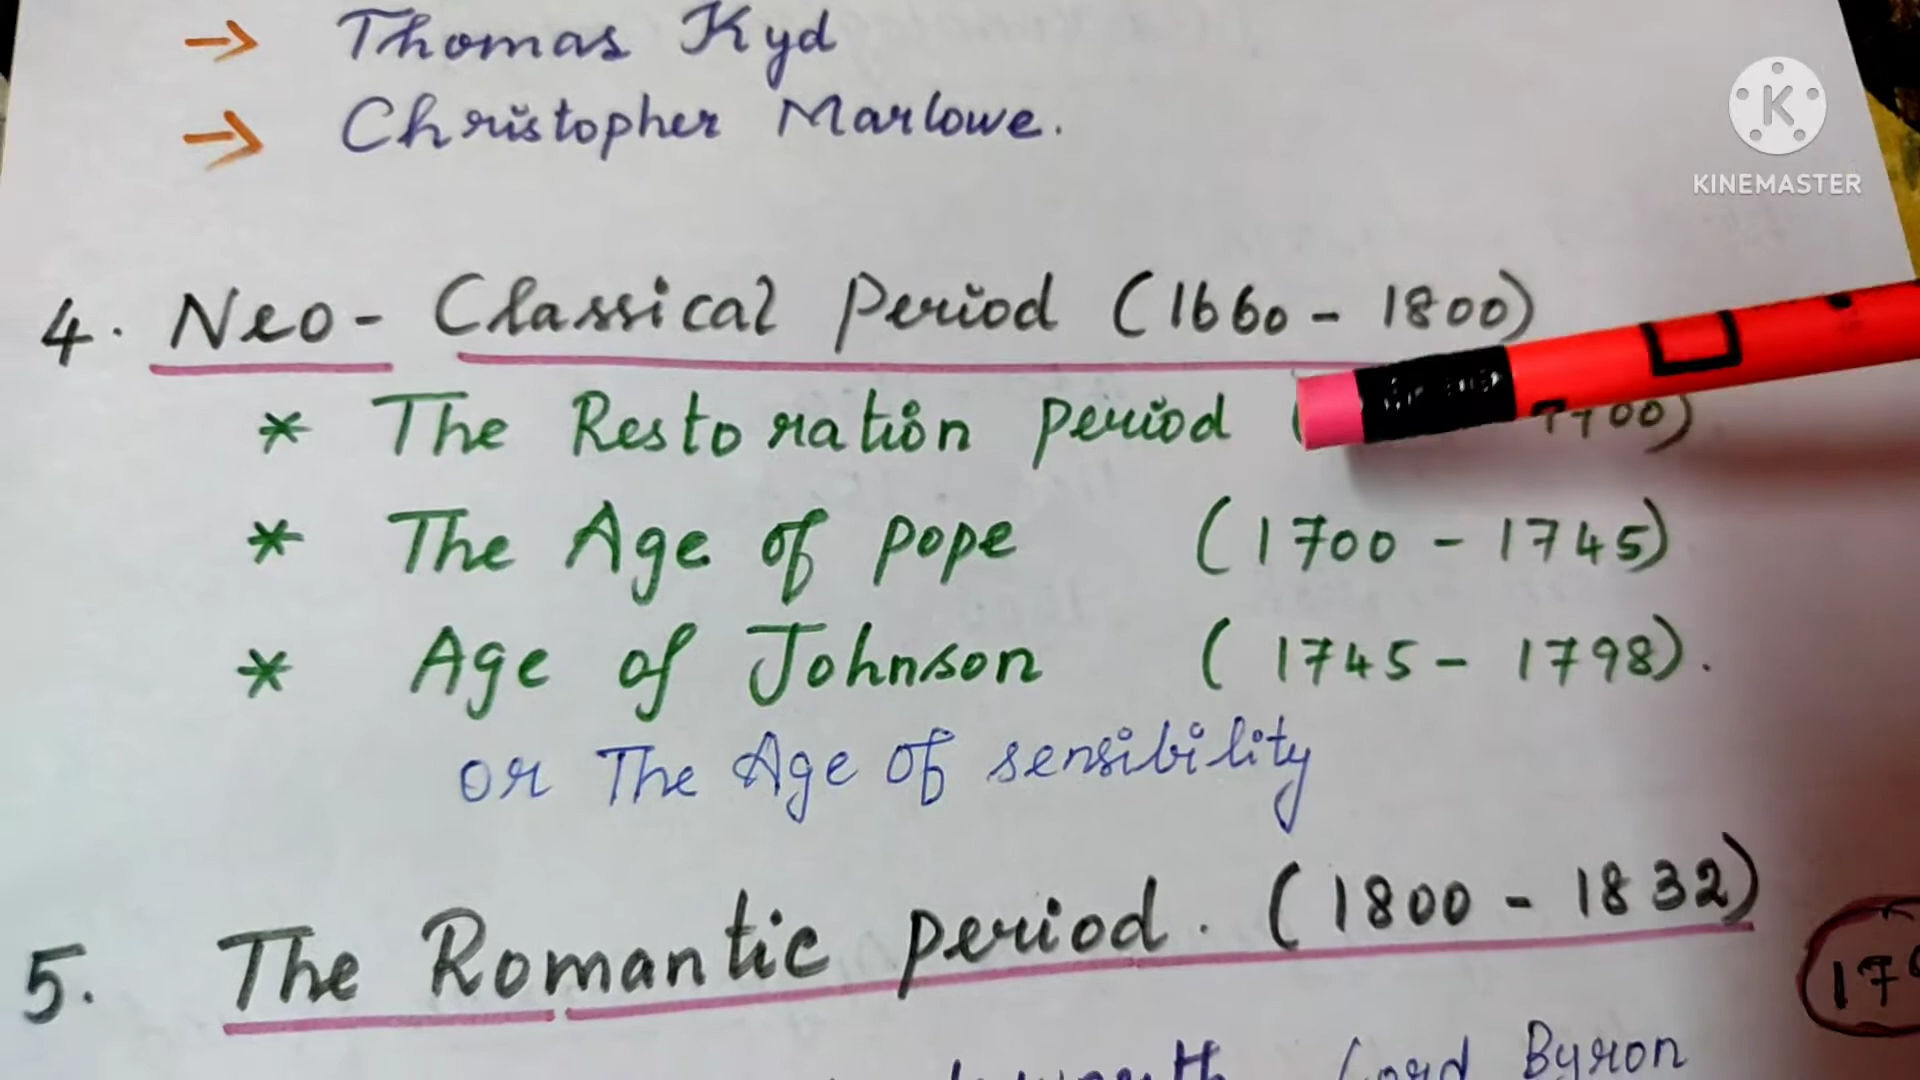 → Thomas Kyd
→ Christopher Marlowe.
KINEMASTER
4. Neo-Classical Period (1660 - 1800)
* The Restoration period ( 1700)
* The Age of pope (1700 - 1745)
* Age of Johnson (1745 - 1798).
or The Age of sensibility
5. The Romantic period. (1800 - 1832)
Lord Byron